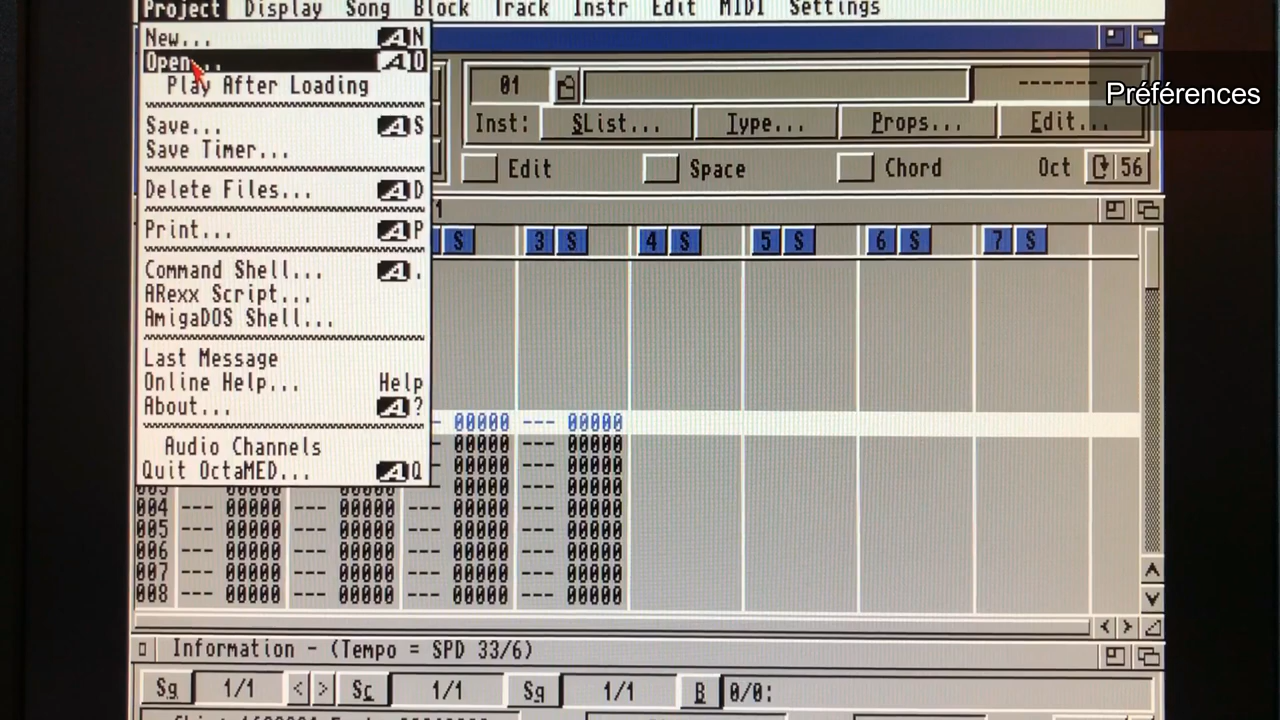 Project Display Song Block Track Instr Edit MIDI Settings
New... A N
Open... A O
Play After Loading
Save... A S
Save Timer...
Delete Files... A D
Print... A P
Command Shell... A .
ARexx Script...
AmigaDOS Shell...
Last Message
Online Help... Help
About... A ?
Audio Channels
Quit OctaMED... A Q
01 -------
Préférences
Inst: SList... Type... Props... Edit...
Edit Space Chord Oct 56
1
S 3 S 4 S 5 S 6 S 7 S
- 00000 --- 00000
- 00000 --- 00000
- 00000 --- 00000
003 --- 00000 --- 00000 --- 00000 --- 00000
004 --- 00000 --- 00000 --- 00000 --- 00000
005 --- 00000 --- 00000 --- 00000 --- 00000
006 --- 00000 --- 00000 --- 00000 --- 00000
007 --- 00000 --- 00000 --- 00000 --- 00000
008 --- 00000 --- 00000 --- 00000 --- 00000
Information - (Tempo = SPD 33/6)
Sg 1/1 < > Sc 1/1 Sq 1/1 B 0/0: